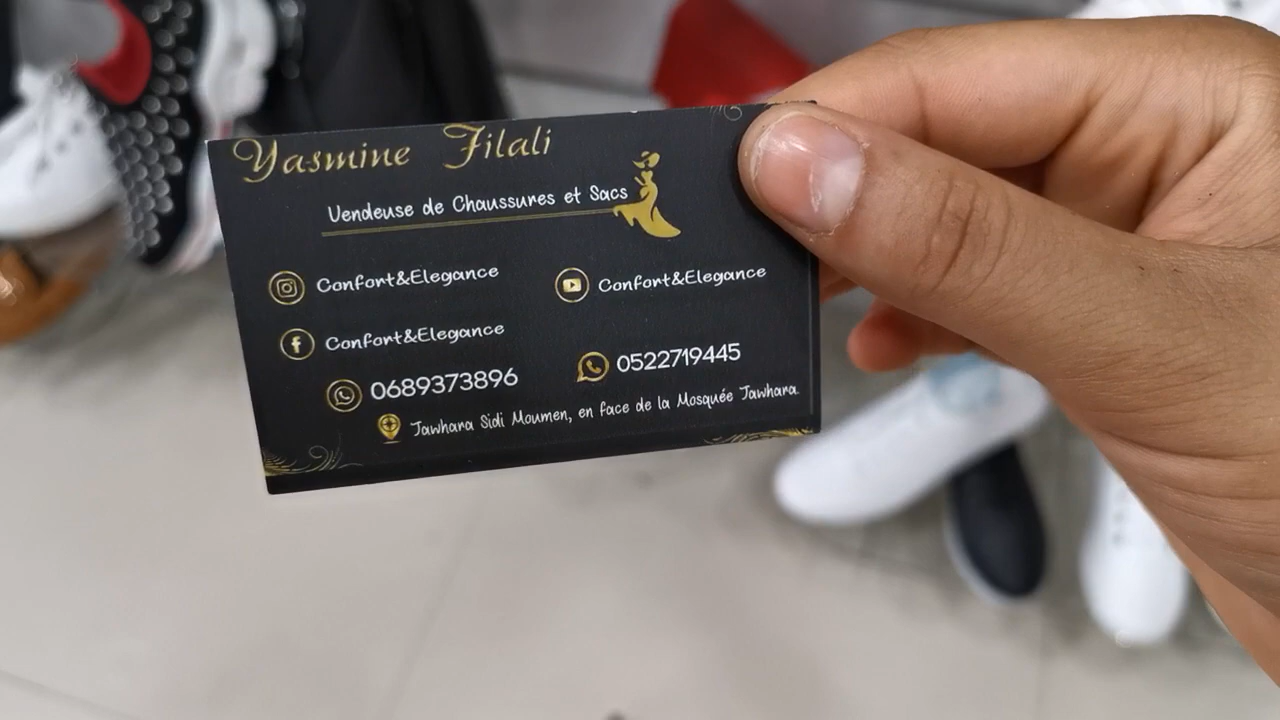 Yasmine Filali
Vendeuse de Chaussures et Sacs
Confort&Elegance
Confort&Elegance
Confort&Elegance
0689373896
0522719445
Jawhara Sidi Moumen, en face de la Mosquée Jawhara.